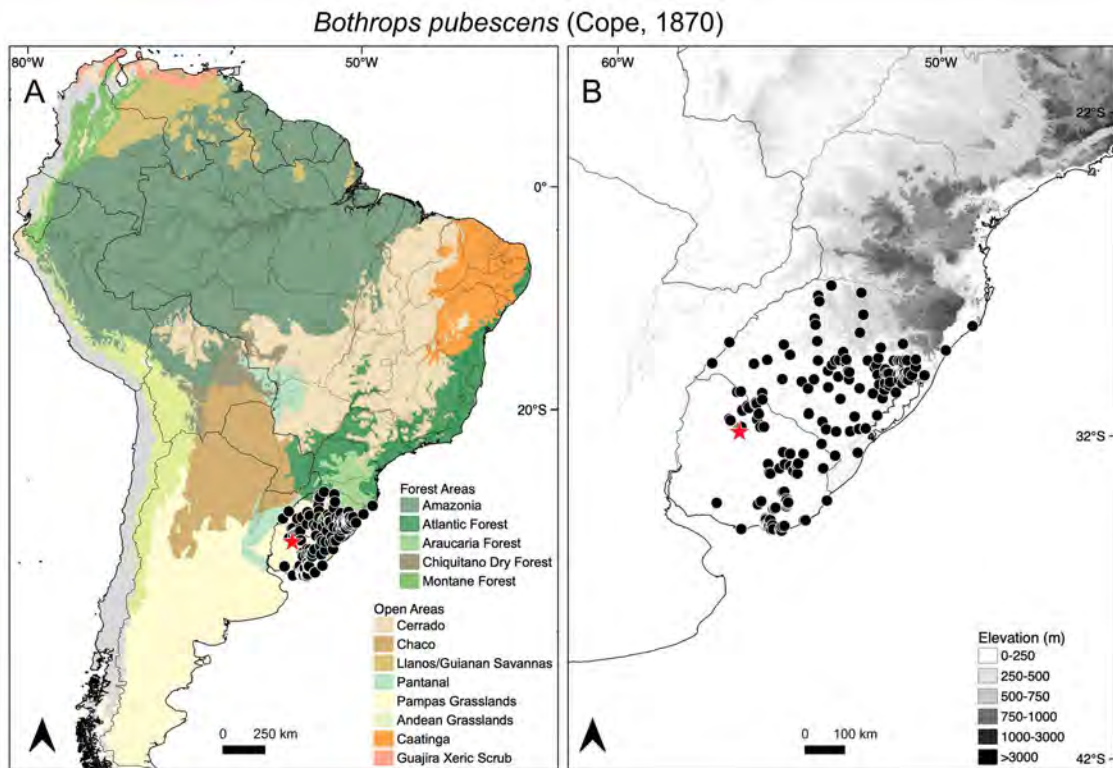 Bothrops pubescens (Cope, 1870)
A
80°W
50°W
0°
20°S
Forest Areas
Amazonia
Atlantic Forest
Araucaria Forest
Chiquitano Dry Forest
Montane Forest
Open Areas
Cerrado
Chaco
Llanos/Guianan Savannas
Pantanal
Pampas Grasslands
Andean Grasslands
Caatinga
Guajira Xeric Scrub
0 250 km
B
60°W
50°W
22°S
32°S
42°S
Elevation (m)
0-250
250-500
500-750
750-1000
1000-3000
>3000
0 100 km